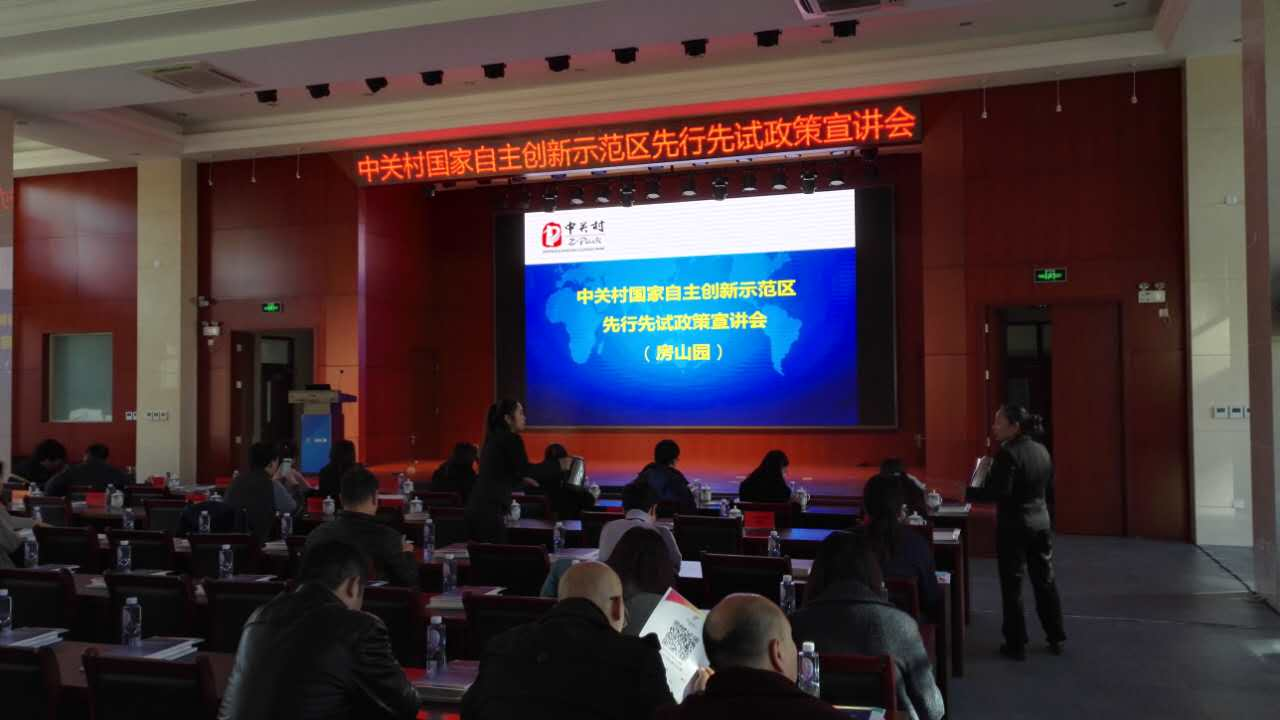 中关村国家自主创新示范区先行先试政策宣讲会
中关村
Z-Park
中关村国家自主创新示范区
先行先试政策宣讲会
（房山园）